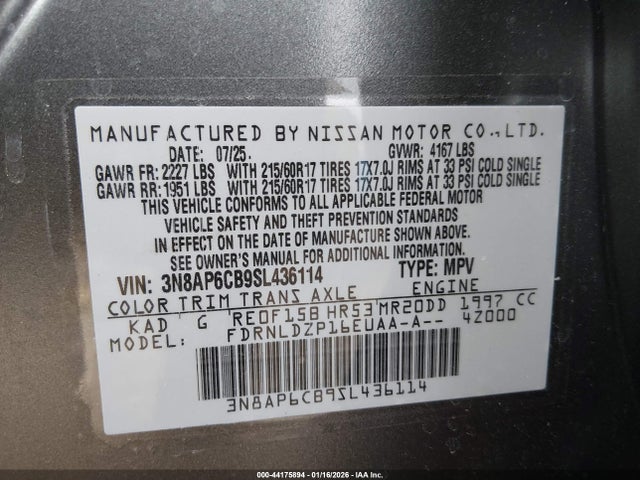 MANUFACTURED BY NISSAN MOTOR CO., LTD.
DATE: 07/25. GVWR: 4167 LBS
GAWR FR: 2227 LBS WITH 215/60R17 TIRES 17X7.0J RIMS AT 33 PSI COLD SINGLE
GAWR RR: 1951 LBS WITH 215/60R17 TIRES 17X7.0J RIMS AT 33 PSI COLD SINGLE
THIS VEHICLE CONFORMS TO ALL APPLICABLE FEDERAL MOTOR
VEHICLE SAFETY AND THEFT PREVENTION STANDARDS
IN EFFECT ON THE DATE OF MANUFACTURE SHOWN ABOVE.
SEE OWNER'S MANUAL FOR ADDITIONAL INFORMATION.
VIN: 3N8AP6CB9SL436114 TYPE: MPV
COLOR TRIM TRANS AXLE ENGINE
KAD G RE0F15B HR53 MR20DD 1997 CC
MODEL: FDRNLDZP16EUAA-A-- 4Z000
3N8AP6CB9SL436114
000-44175894 - 01/16/2026 - IAA Inc.